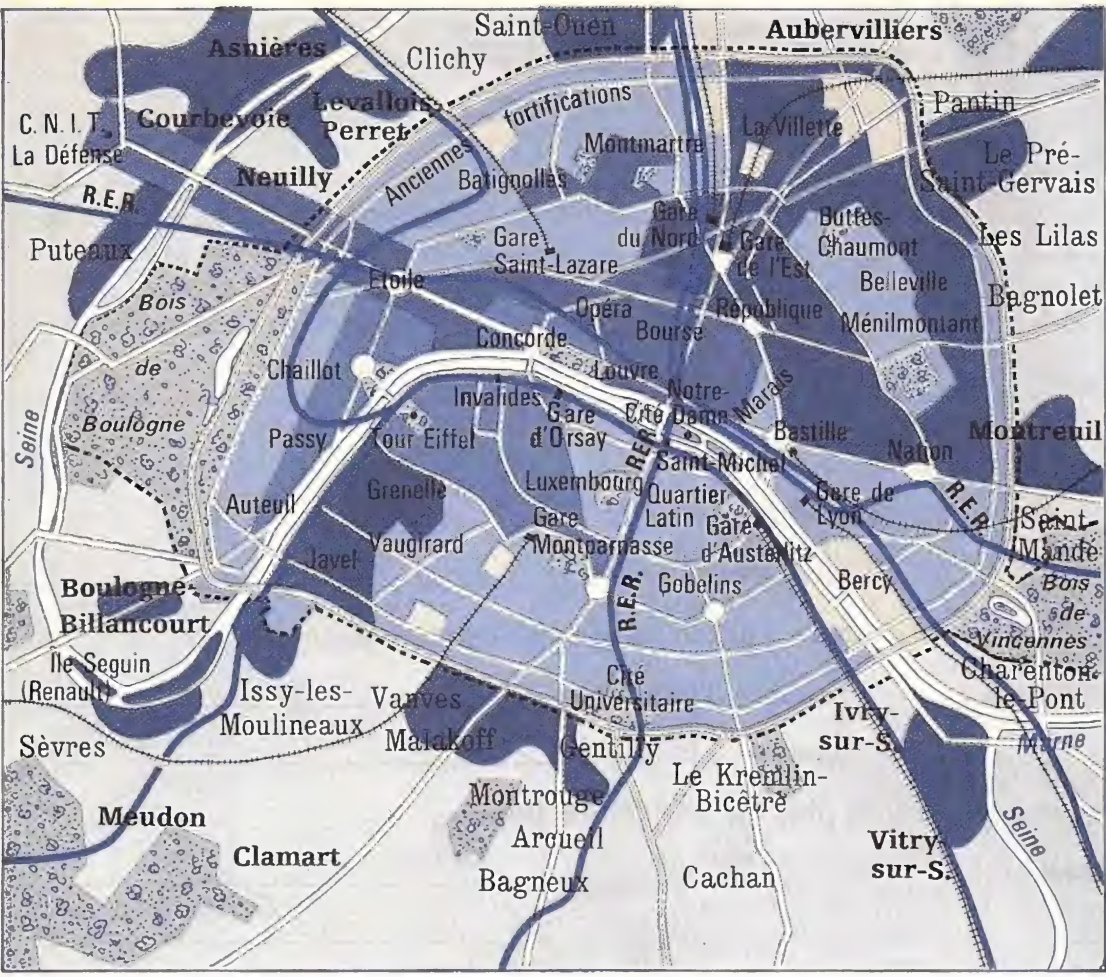 Saint-Ouen
Aubervilliers
Asnières
Clichy
Levallois-
Perret
fortifications
Anciennes
Pantin
C.N.I.T.
La Défense
Courbevoie
Montmartre
La Villette
Le Pré-
Saint-Gervais
Neuilly
Batignolles
R.E.R.
Puteaux
Gare
du Nord
Gare
Saint-Lazare
Gare
de l'Est
Buttes-
Chaumont
Les Lilas
Belleville
Bagnolet
Etoile
Bois
de
Boulogne
Opéra
Bourse
République
Ménilmontant
Concorde
Chaillot
Louvre
Invalides
Notre-
Dame
Cité
Marais
Gare
d'Orsay
Bastille
Montreuil
Seine
Passy
Tour Eiffel
RER
Saint-Michel
Nation
R.E.R.
Auteuil
Grenelle
Luxembourg
Quartier
Latin
Gare de
Lyon
Saint-
Mandé
Gare
Montparnasse
Vaugirard
Gare
d'Austerlitz
Javel
Gobelins
Bercy
Bois
de
Vincennes
R.E.R.
Boulogne-
Billancourt
Ile Seguin
(Renault)
Issy-les-
Moulineaux
Vanves
Malakoff
Cité
Universitaire
Charenton-
le-Pont
Ivry-
sur-S.
Marne
Sèvres
Gentilly
Le Kremlin-
Bicêtre
Montrouge
Meudon
Arcueil
Seine
Clamart
Bagneux
Cachan
Vitry-
sur-S.